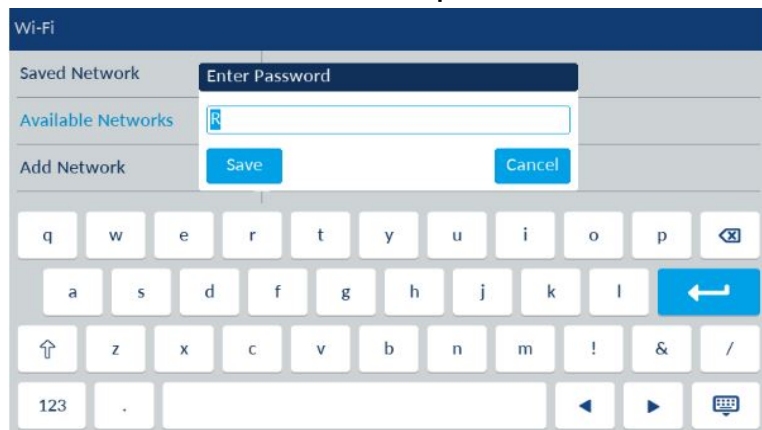 Wi-Fi
Saved Network
Enter Password
Available Networks
R
Add Network
Save
Cancel
q w e r t y u i o p
a s d f g h j k l
z x c v b n m ! & /
123 .